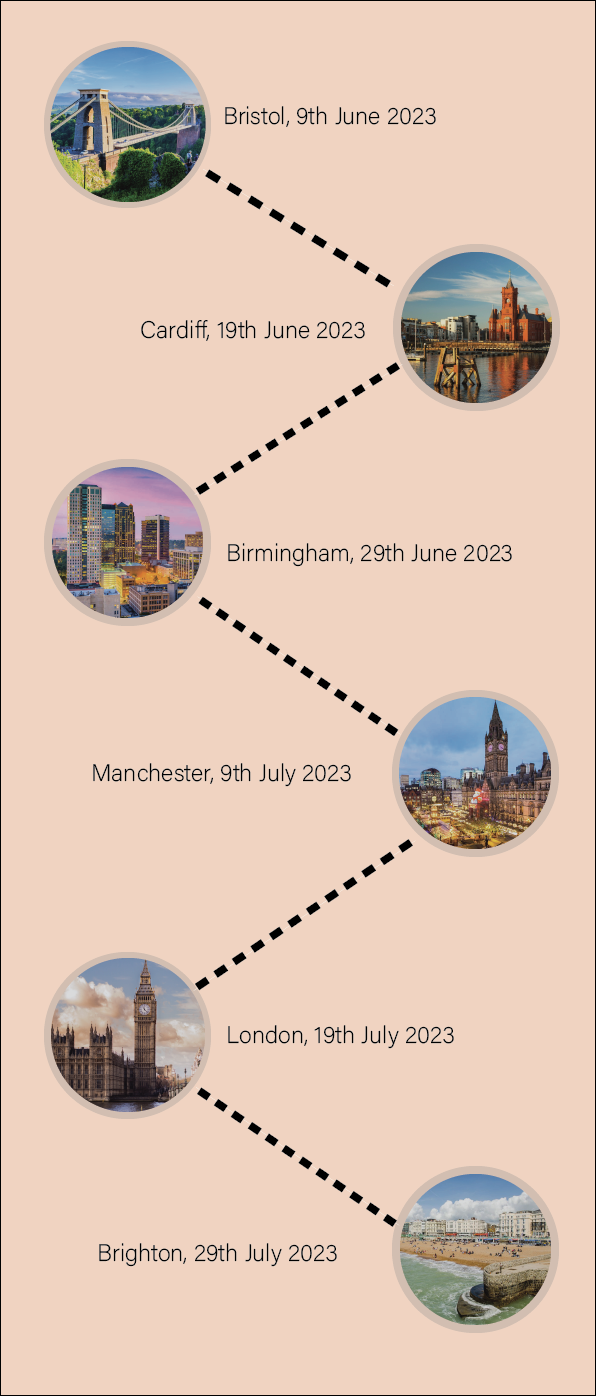 Bristol, 9th June 2023
Cardiff, 19th June 2023
Birmingham, 29th June 2023
Manchester, 9th July 2023
London, 19th July 2023
Brighton, 29th July 2023